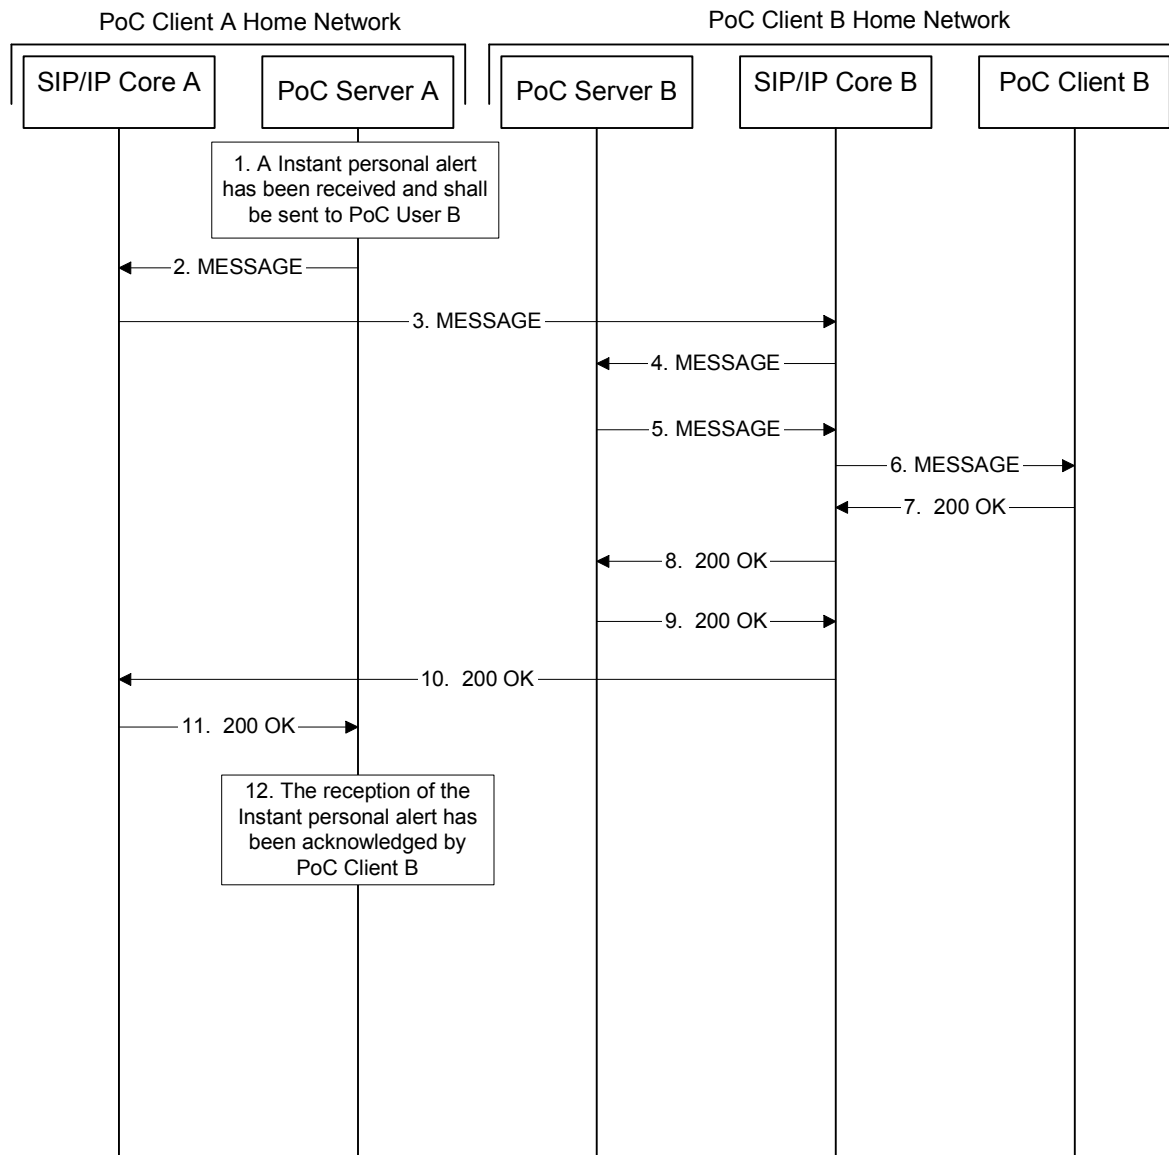 PoC Client A Home Network
PoC Client B Home Network
SIP/IP Core A
PoC Server A
PoC Server B
SIP/IP Core B
PoC Client B
1. A Instant personal alert
has been received and shall
be sent to PoC User B
2. MESSAGE
3. MESSAGE
4. MESSAGE
5. MESSAGE
6. MESSAGE
7.  200 OK
8.  200 OK
9.  200 OK
10.  200 OK
11.  200 OK
12. The reception of the
Instant personal alert has
been acknowledged by
PoC Client B